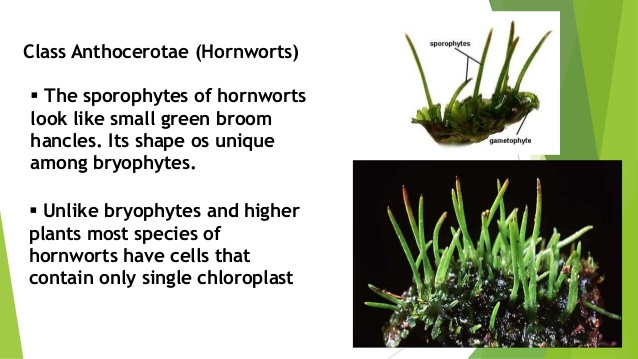 Class Anthocerotae (Hornworts)
▪ The sporophytes of hornworts
look like small green broom
hancles. Its shape os unique
among bryophytes.
▪ Unlike bryophytes and higher
plants most species of
hornworts have cells that
contain only single chloroplast
sporophytes
gametophyte